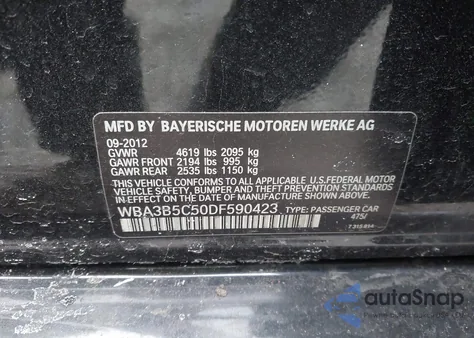 MFD BY BAYERISCHE MOTOREN WERKE AG
09-2012
GVWR 4619 lbs 2095 kg
GAWR FRONT 2194 lbs 995 kg
GAWR REAR 2535 lbs 1150 kg
THIS VEHICLE CONFORMS TO ALL APPLICABLE U.S.FEDERAL MOTOR
VEHICLE SAFETY, BUMPER AND THEFT PREVENTION STANDARDS IN
EFFECT ON THE DATE OF MANUFACTURE SHOWN ABOVE.
WBA3B5C50DF590423 TYPE: PASSENGER CAR
475/
autoSnap